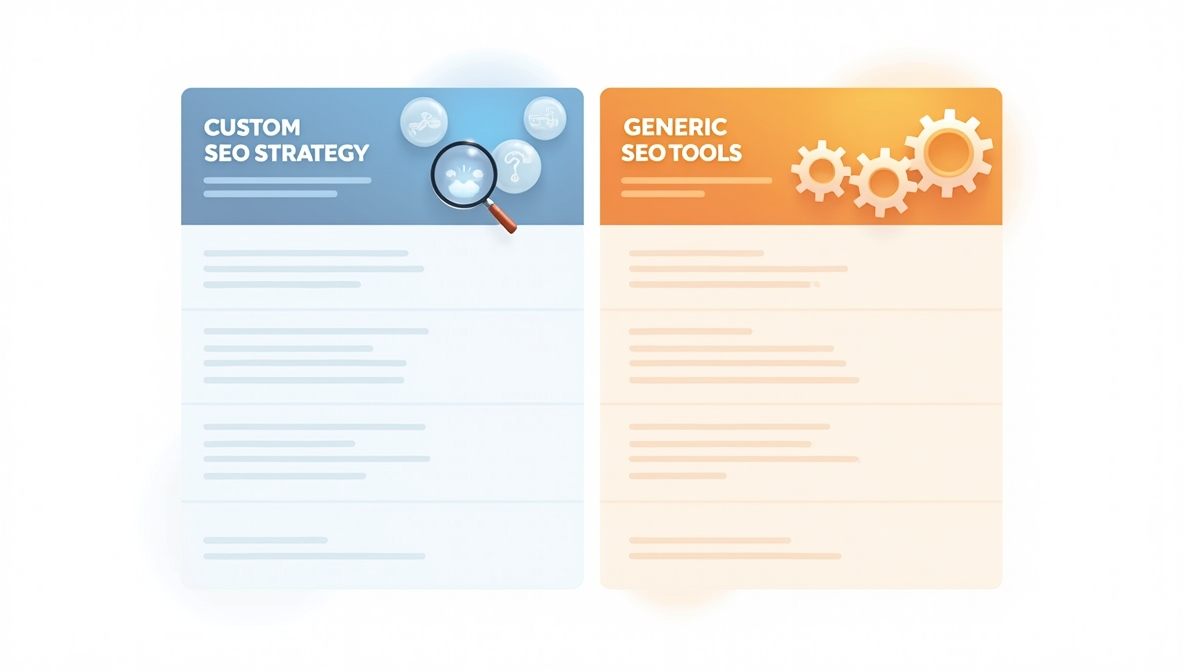 CUSTOM
SEO STRATEGY
GENERIC
SEO TOOLS